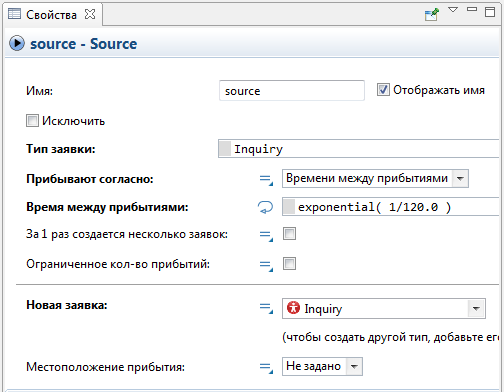 Свойства
source - Source
Имя: source Отображать имя
Исключить
Тип заявки: Inquiry
Прибывают согласно: Времени между прибытиями
Время между прибытиями: exponential( 1/120.0 )
За 1 раз создается несколько заявок:
Ограниченное кол-во прибытий:
Новая заявка: Inquiry
(чтобы создать другой тип, добавьте его
Местоположение прибытия: Не задано